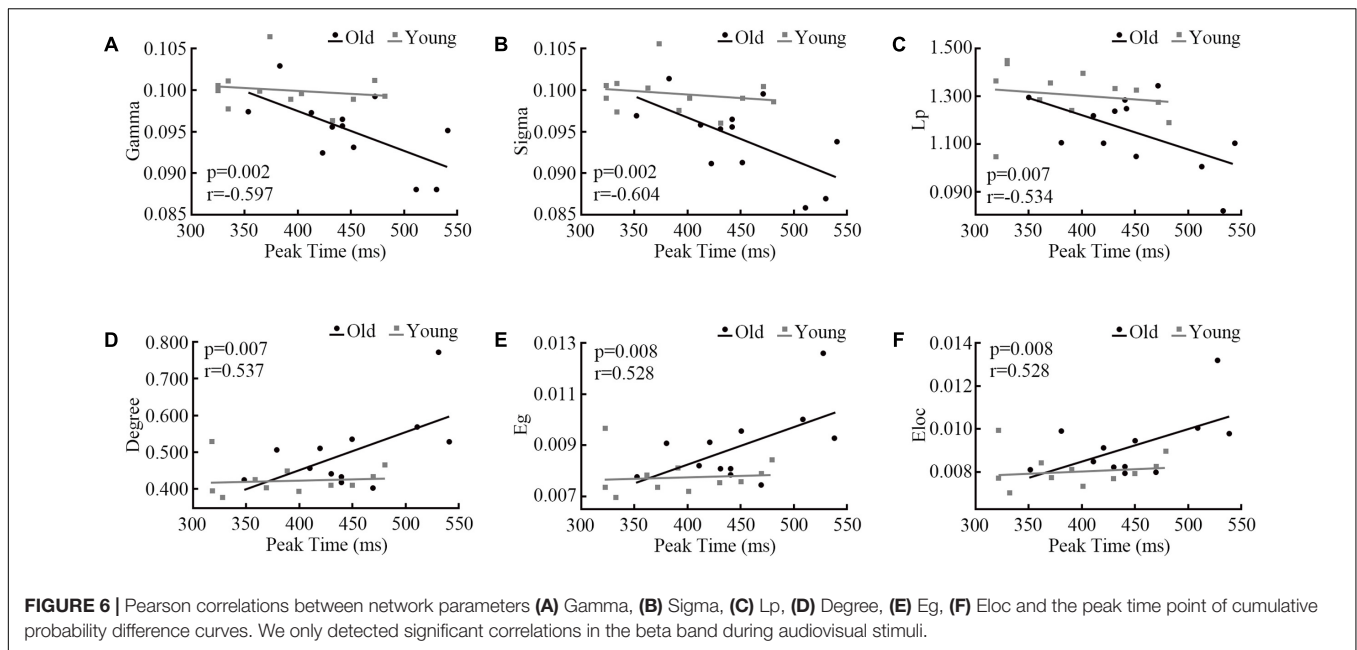 A
Old Young
0.105
0.100
0.095
0.090
0.085
Gamma
p=0.002
r=-0.597
300 350 400 450 500 550
Peak Time (ms)
B
Old Young
0.105
0.100
0.095
0.090
0.085
Sigma
p=0.002
r=-0.604
300 350 400 450 500 550
Peak Time (ms)
C
Old Young
1.500
1.300
1.100
0.090
Lp
p=0.007
r=-0.534
300 350 400 450 500 550
Peak Time (ms)
D
Old Young
0.800
0.700
0.600
0.500
0.400
Degree
p=0.007
r=0.537
300 350 400 450 500 550
Peak Time (ms)
E
Old Young
0.013
0.011
0.009
0.007
Eg
p=0.008
r=0.528
300 350 400 450 500 550
Peak Time (ms)
F
Old Young
0.014
0.012
0.010
0.008
Eloc
p=0.008
r=0.528
300 350 400 450 500 550
Peak Time (ms)
FIGURE 6 | Pearson correlations between network parameters (A) Gamma, (B) Sigma, (C) Lp, (D) Degree, (E) Eg, (F) Eloc and the peak time point of cumulative
probability difference curves. We only detected significant correlations in the beta band during audiovisual stimuli.